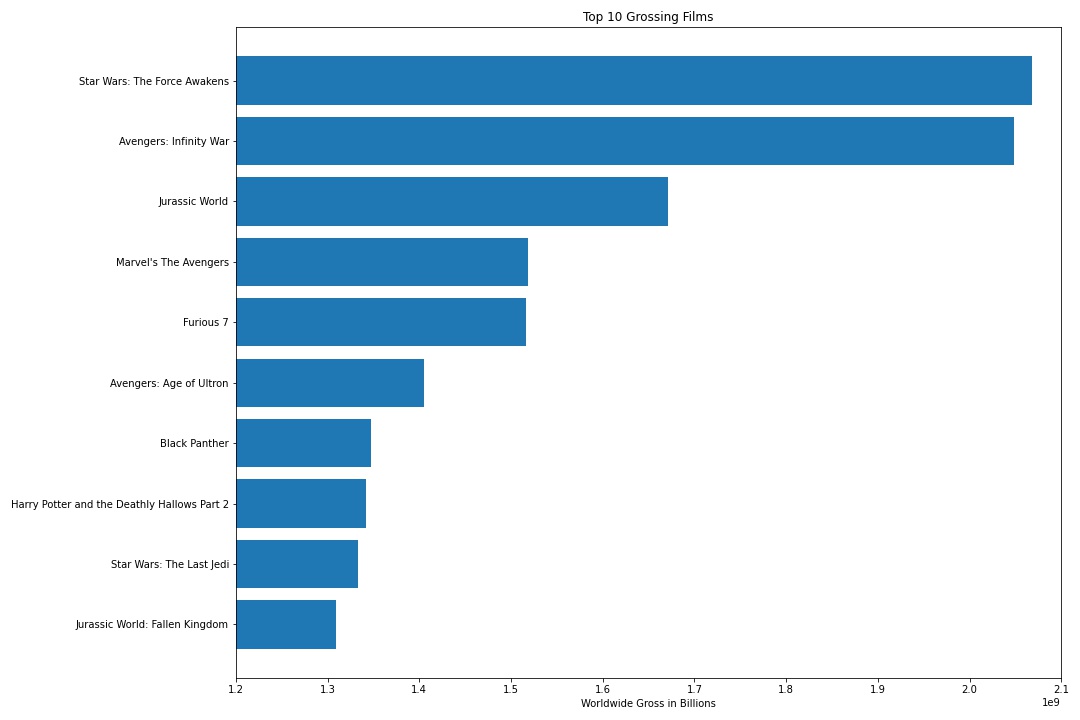 Top 10 Grossing Films
Star Wars: The Force Awakens
Avengers: Infinity War
Jurassic World
Marvel's The Avengers
Furious 7
Avengers: Age of Ultron
Black Panther
Harry Potter and the Deathly Hallows Part 2
Star Wars: The Last Jedi
Jurassic World: Fallen Kingdom
1.2 1.3 1.4 1.5 1.6 1.7 1.8 1.9 2.0 2.1
Worldwide Gross in Billions
1e9